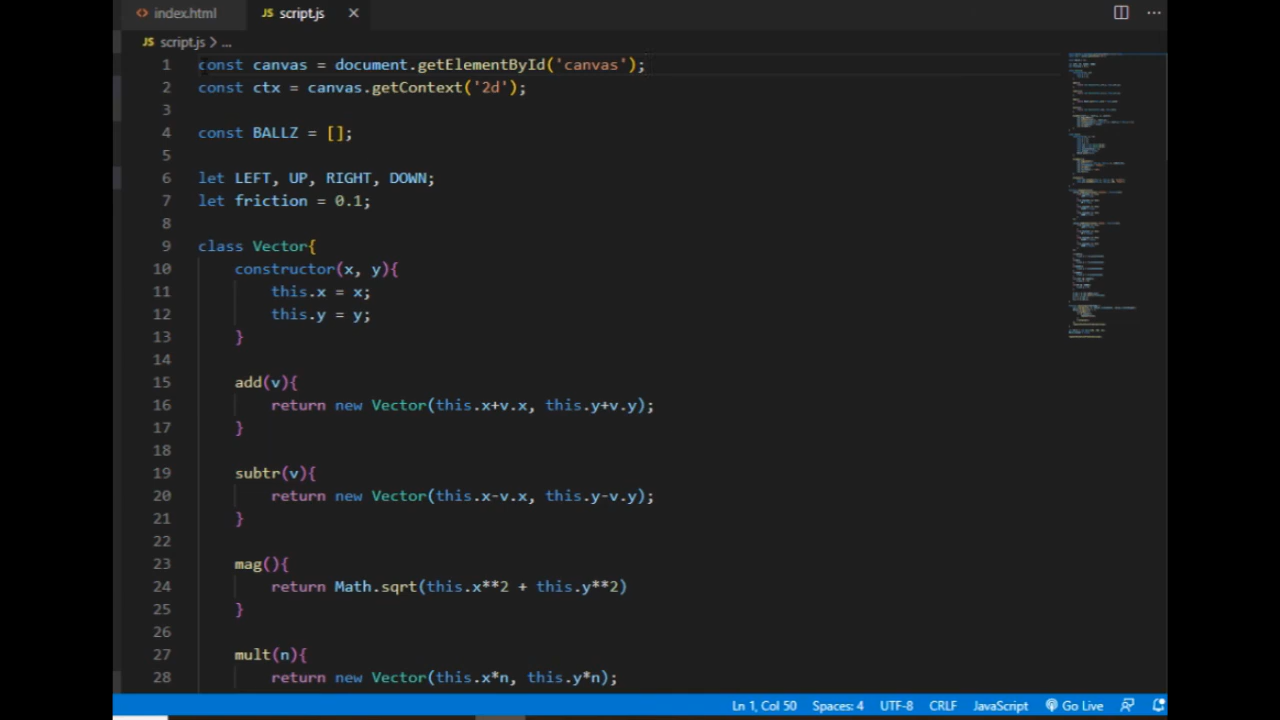 index.html
JS script.js
JS script.js > ...
1 const canvas = document.getElementById('canvas');
2 const ctx = canvas.getContext('2d');
3
4 const BALLZ = [];
5
6 let LEFT, UP, RIGHT, DOWN;
7 let friction = 0.1;
8
9 class Vector{
10 constructor(x, y){
11 this.x = x;
12 this.y = y;
13 }
14
15 add(v){
16 return new Vector(this.x+v.x, this.y+v.y);
17 }
18
19 subtr(v){
20 return new Vector(this.x-v.x, this.y-v.y);
21 }
22
23 mag(){
24 return Math.sqrt(this.x**2 + this.y**2)
25 }
26
27 mult(n){
28 return new Vector(this.x*n, this.y*n);
Ln 1, Col 50 Spaces: 4 UTF-8 CRLF JavaScript Go Live